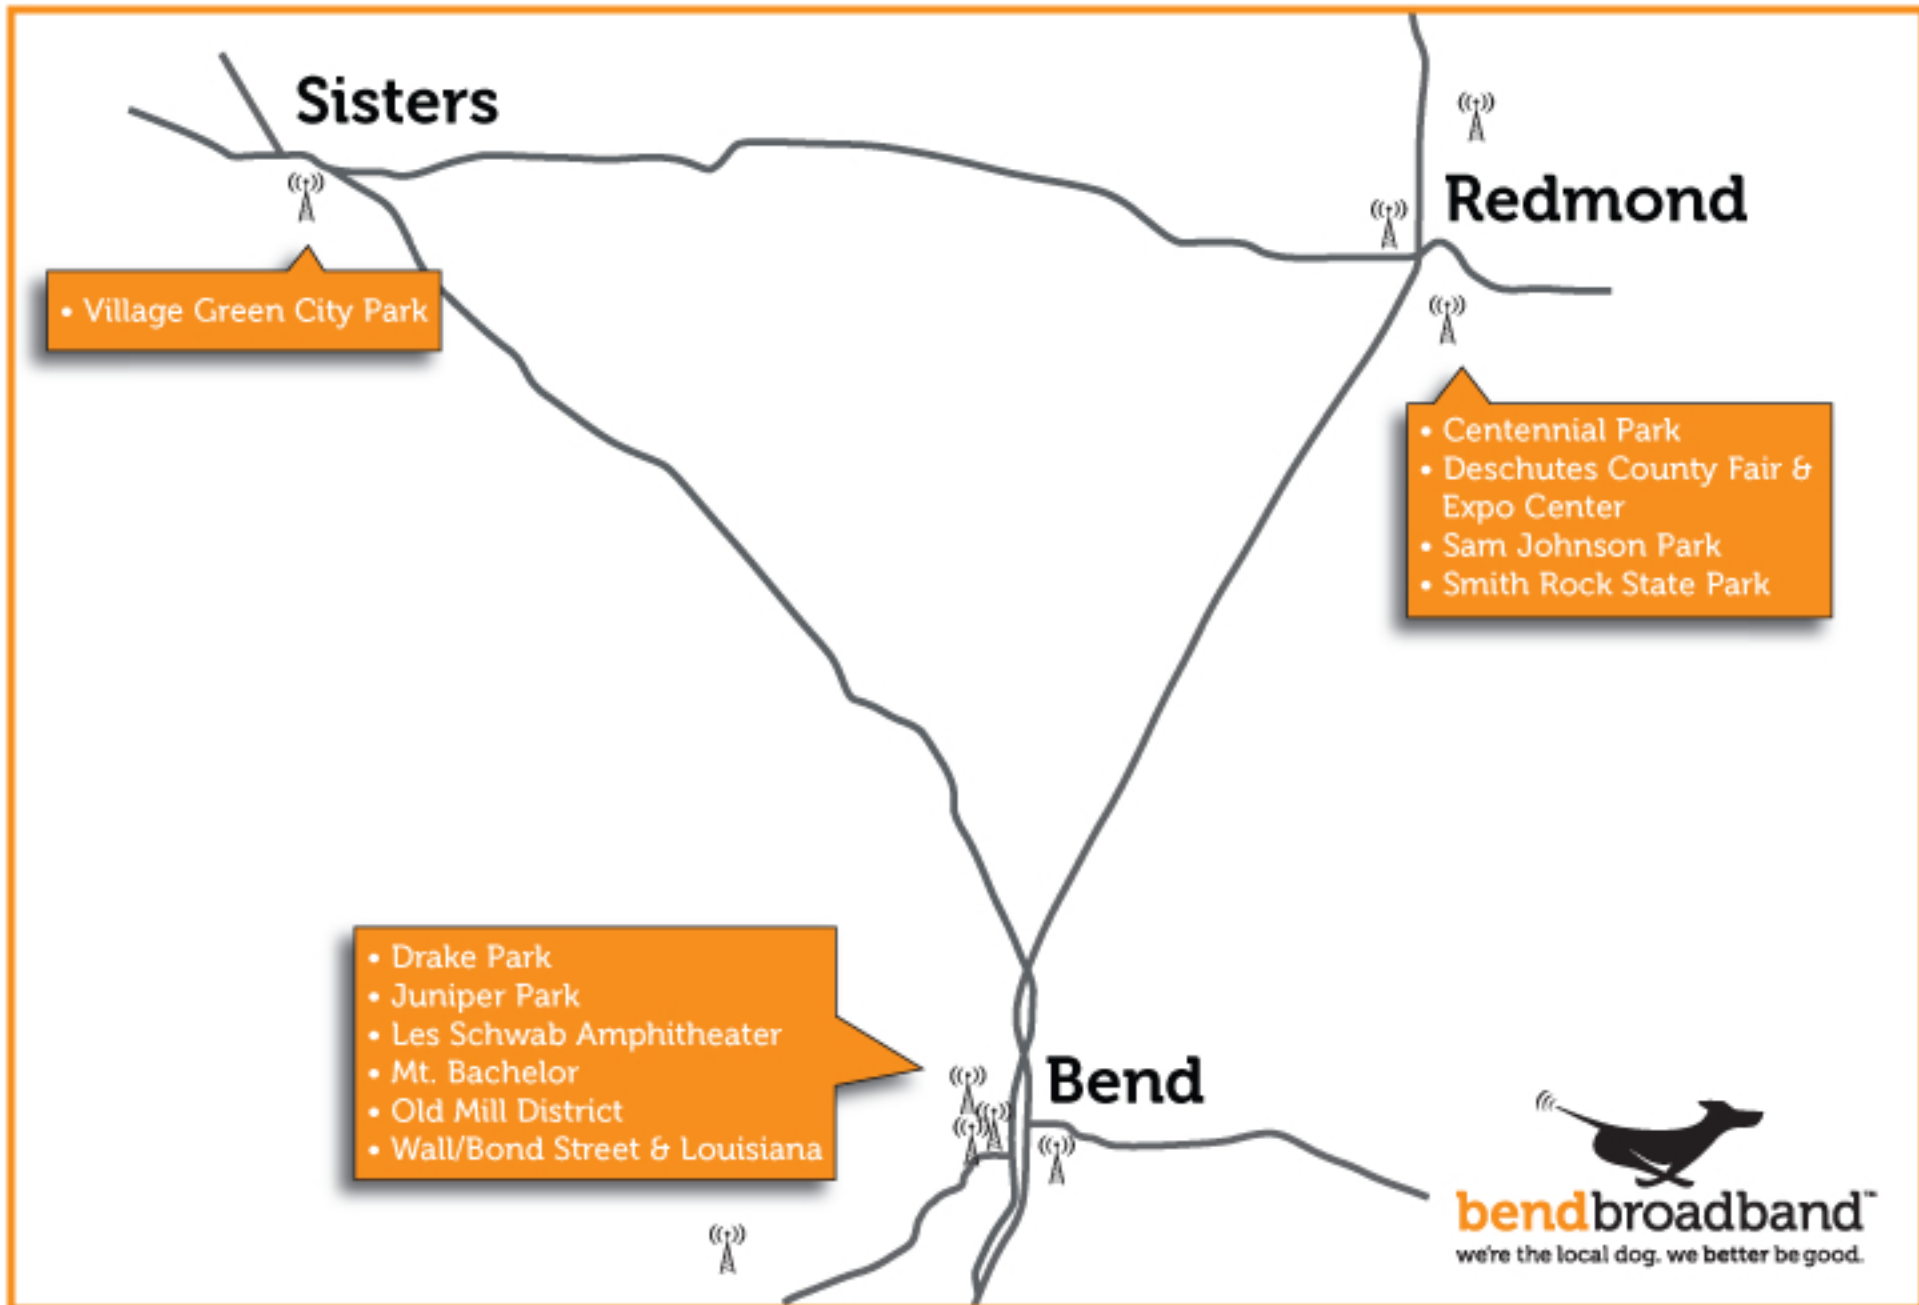 Sisters
Redmond
• Village Green City Park
• Centennial Park
• Deschutes County Fair &
Expo Center
• Sam Johnson Park
• Smith Rock State Park
• Drake Park
• Juniper Park
• Les Schwab Amphitheater
• Mt. Bachelor
• Old Mill District
• Wall/Bond Street & Louisiana
Bend
bendbroadband™
we're the local dog. we better be good.